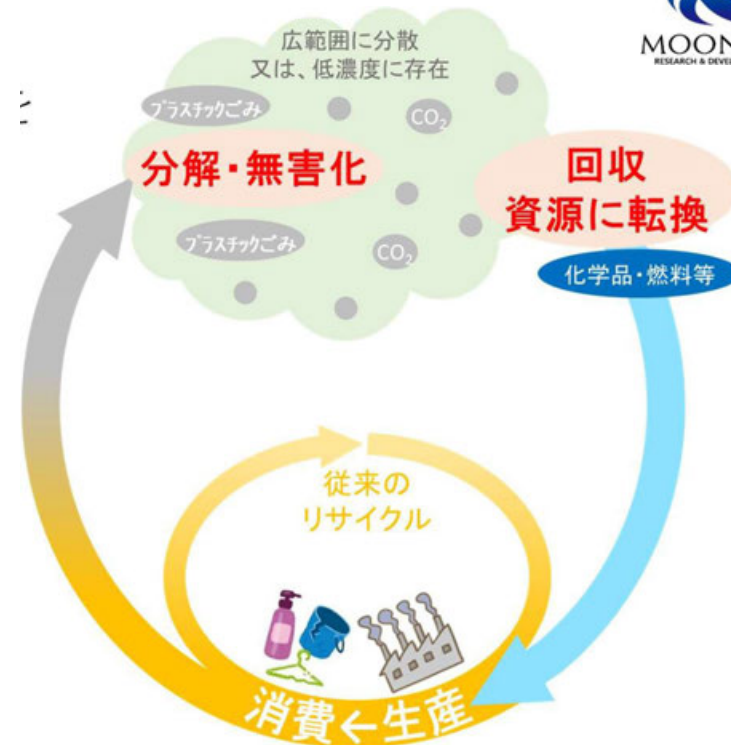 MOON
RESEARCH & DEVEL
広範囲に分散
又は、低濃度に存在
と
プラスチックごみ
CO₂
分解・無害化
回収
資源に転換
プラスチックごみ
CO₂
化学品・燃料等
従来の
リサイクル
消費←生産